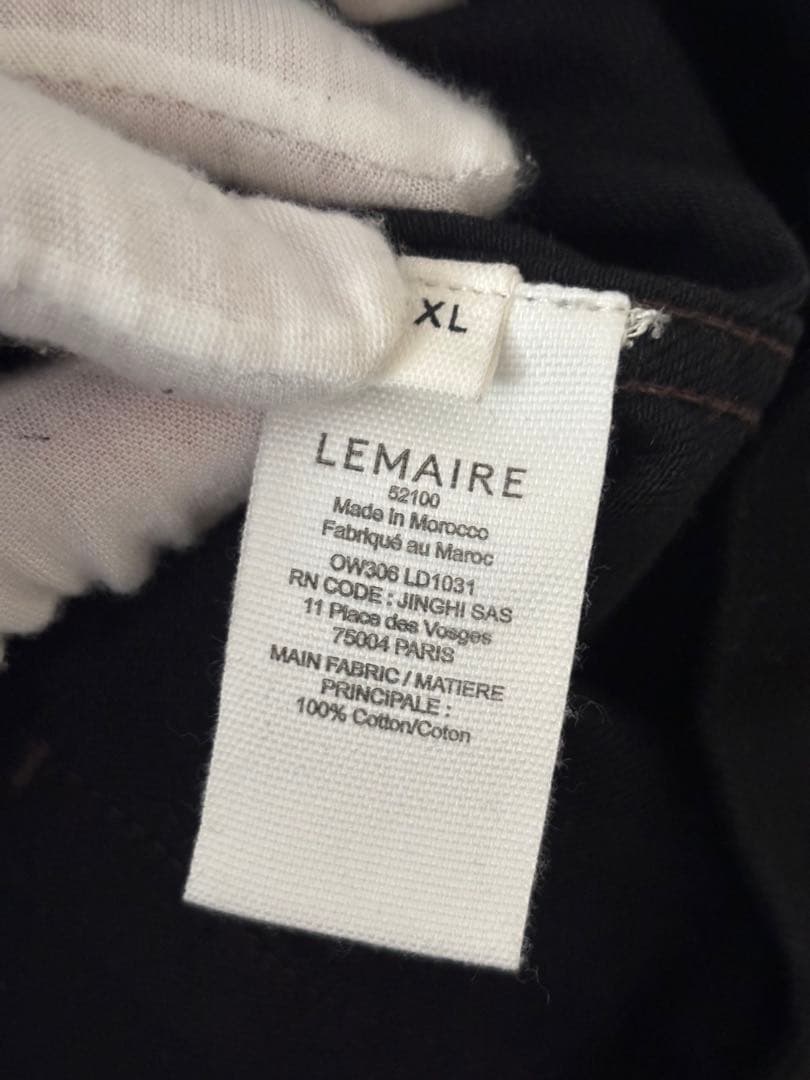 XL
LEMAIRE
52100
Made In Morocco
Fabriqué au Maroc
OW306 LD1031
RN CODE : JINGHI SAS
11 Place des Vosges
75004 PARIS
MAIN FABRIC / MATIERE
PRINCIPALE :
100% Cotton/Coton